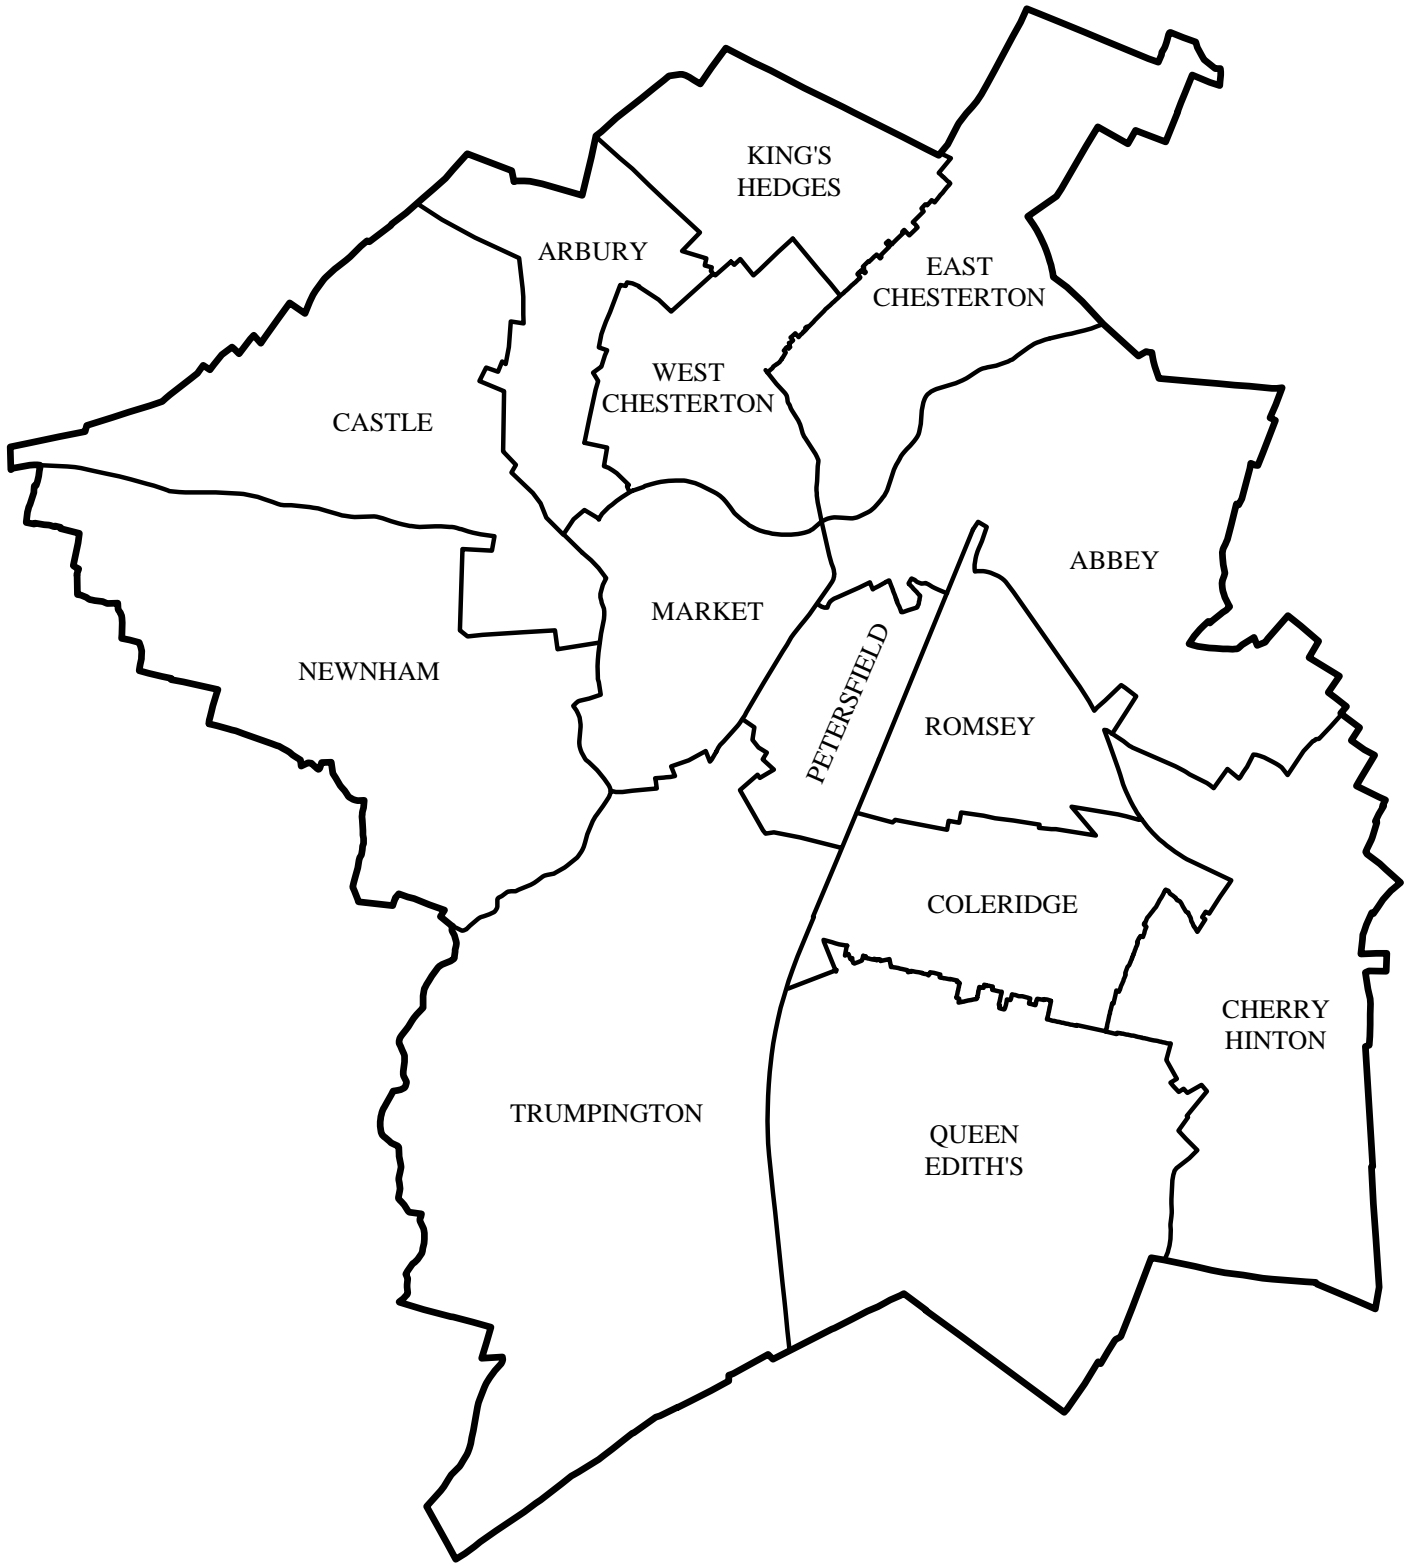 KING'S
HEDGES
ARBURY
EAST
CHESTERTON
WEST
CHESTERTON
CASTLE
ABBEY
MARKET
NEWNHAM
PETERSFIELD
ROMSEY
COLERIDGE
CHERRY
HINTON
TRUMPINGTON
QUEEN
EDITH'S